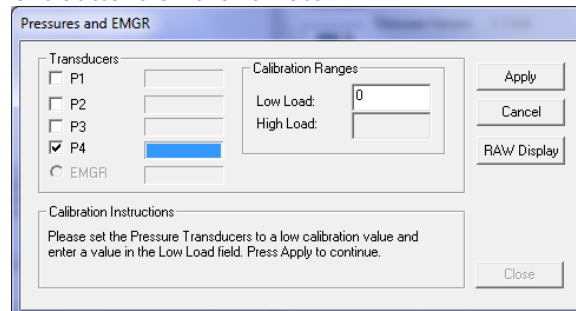 Pressures and EMGR
Transducers
P1
P2
P3
P4
EMGR
Calibration Ranges
Low Load: 0
High Load:
Apply
Cancel
RAW Display
Calibration Instructions
Please set the Pressure Transducers to a low calibration value and
enter a value in the Low Load field. Press Apply to continue.
Close